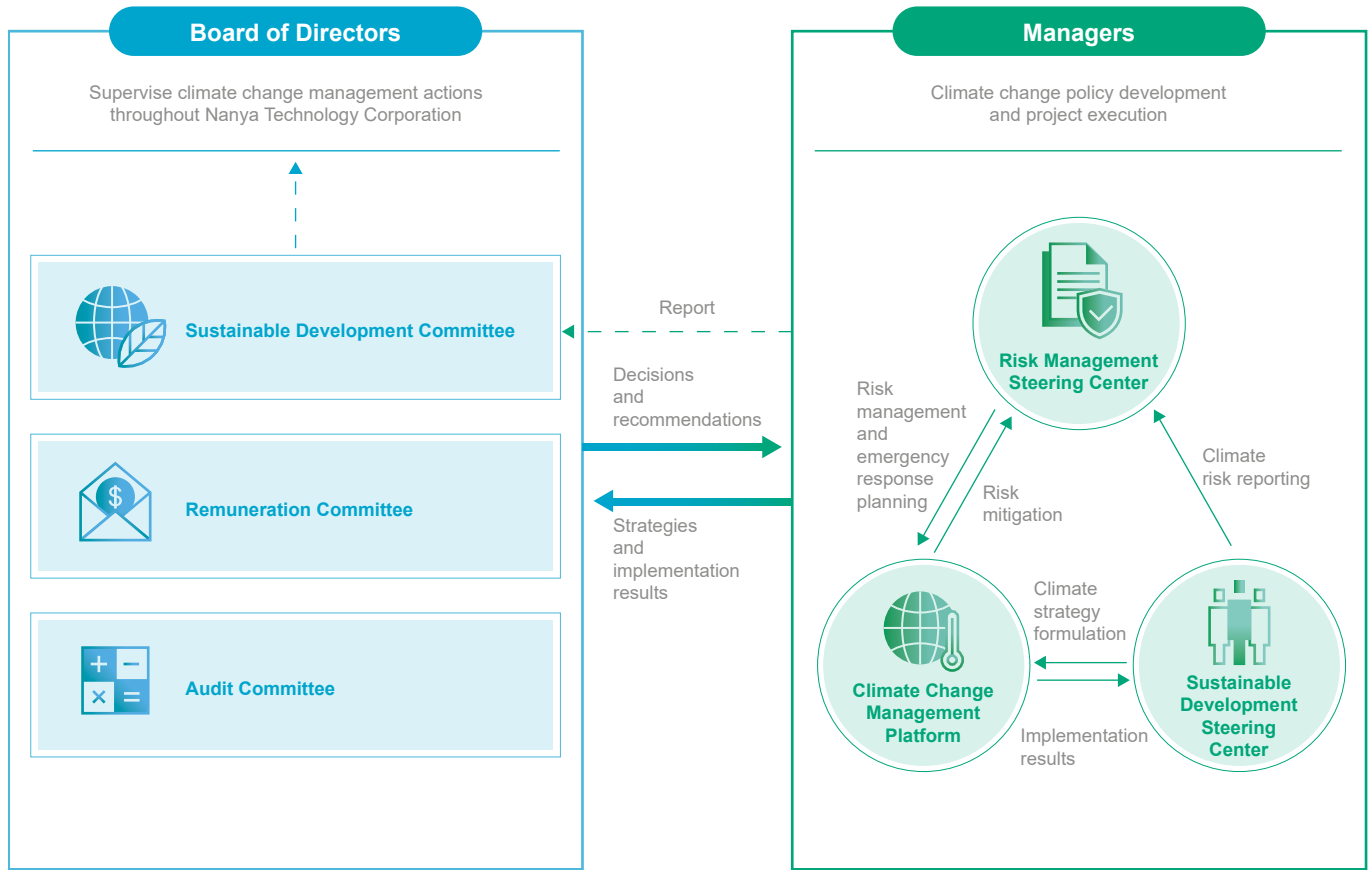 Board of Directors
Supervise climate change management actions
throughout Nanya Technology Corporation
Sustainable Development Committee
$
Remuneration Committee
+ −
× =
Audit Committee
Report
Decisions
and
recommendations
Strategies
and
implementation
results
Managers
Climate change policy development
and project execution
Risk Management
Steering Center
Risk
management
and
emergency
response
planning
Risk
mitigation
Climate
risk reporting
Climate Change
Management
Platform
Climate
strategy
formulation
Implementation
results
Sustainable
Development
Steering
Center